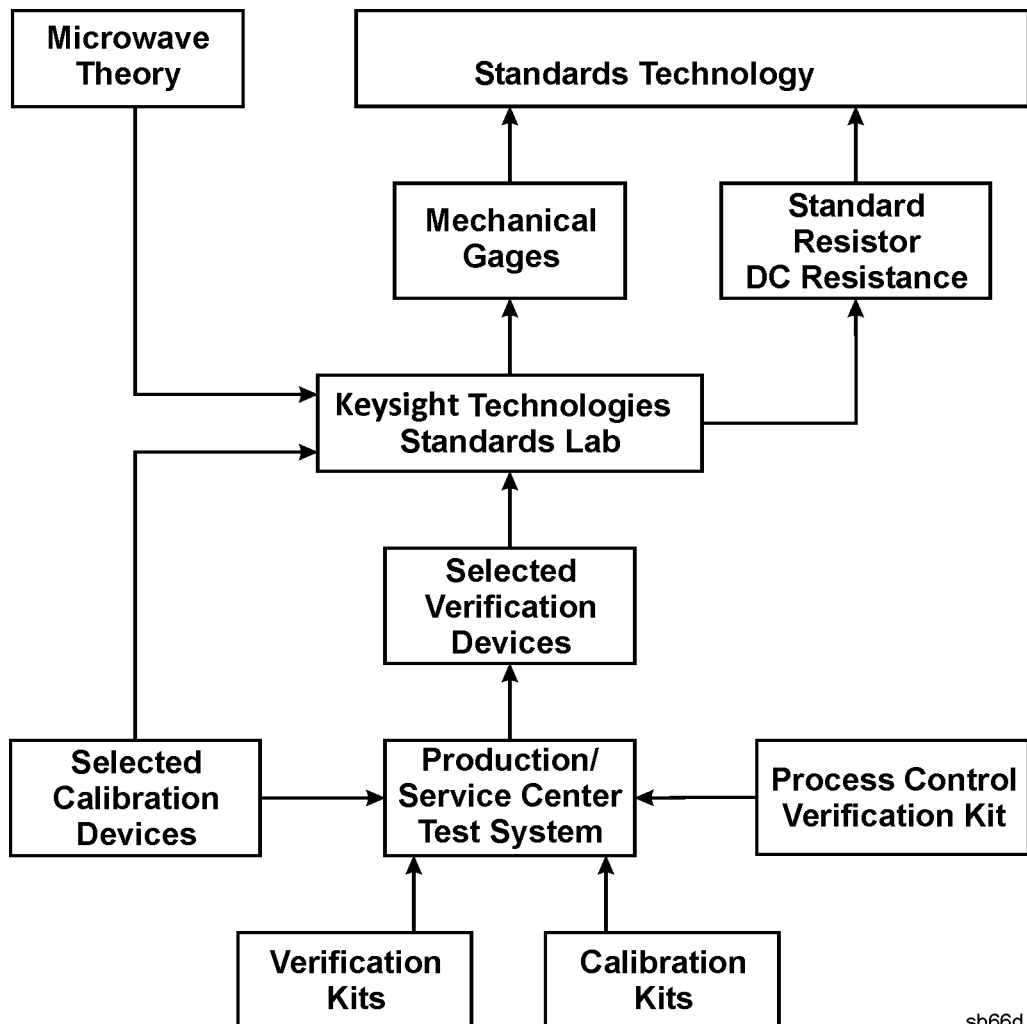 Microwave
Theory
Standards Technology
Mechanical
Gages
Standard
Resistor
DC Resistance
Keysight Technologies
Standards Lab
Selected
Verification
Devices
Selected
Calibration
Devices
Production/
Service Center
Test System
Process Control
Verification Kit
Verification
Kits
Calibration
Kits
sb66d